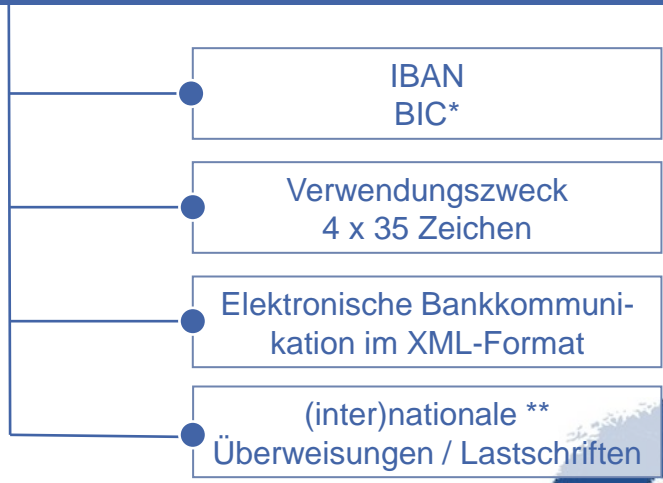 IBAN
BIC*
Verwendungszweck
4 x 35 Zeichen
Elektronische Bankkommuni-
kation im XML-Format
(inter)nationale **
Überweisungen / Lastschriften